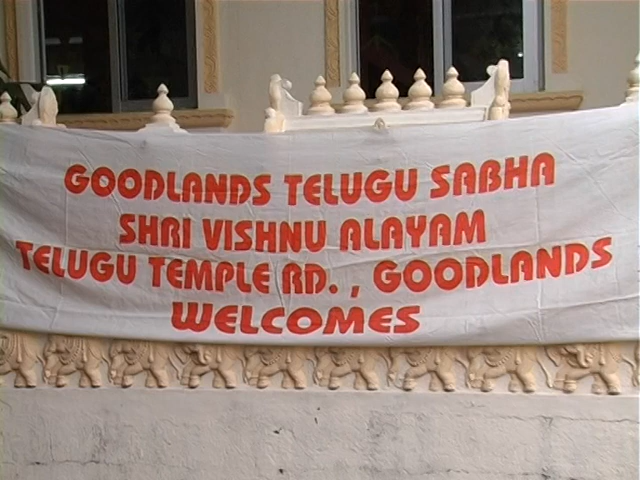 GOODLANDS TELUGU SABHA
SHRI VISHNU ALAYAM
TELUGU TEMPLE RD. , GOODLANDS
WELCOMES